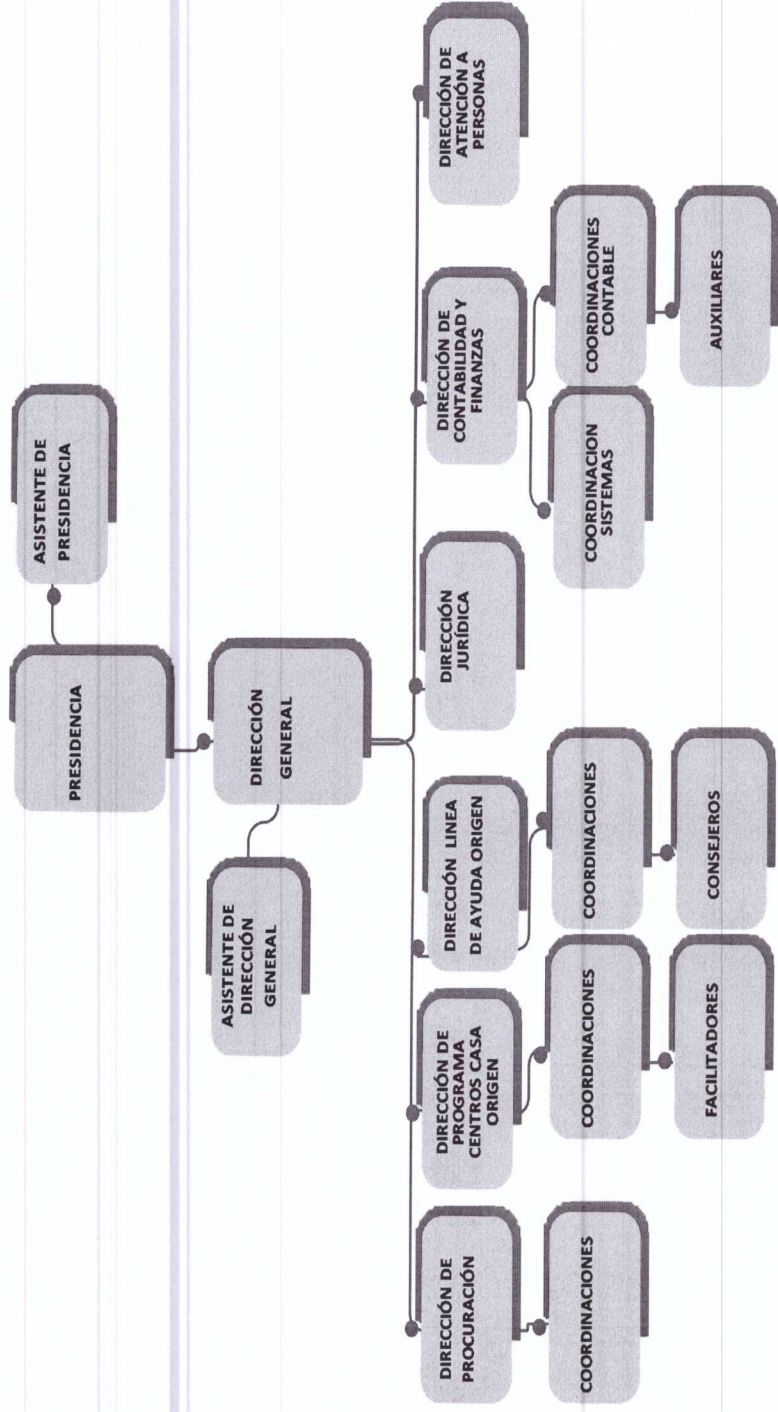 PRESIDENCIA
ASISTENTE DE
PRESIDENCIA
ASISTENTE DE
DIRECCIÓN
GENERAL
DIRECCIÓN
GENERAL
DIRECCIÓN DE
PROCURACIÓN
DIRECCIÓN DE
PROGRAMA
CENTROS CASA
ORIGEN
DIRECCIÓN LINEA
DE AYUDA ORIGEN
DIRECCIÓN
JURÍDICA
DIRECCIÓN DE
CONTABILIDAD Y
FINANZAS
DIRECCIÓN DE
ATENCIÓN A
PERSONAS
COORDINACIONES
COORDINACIONES
COORDINACIONES
COORDINACION
SISTEMAS
COORDINACIONES
CONTABLE
FACILITADORES
CONSEJEROS
AUXILIARES